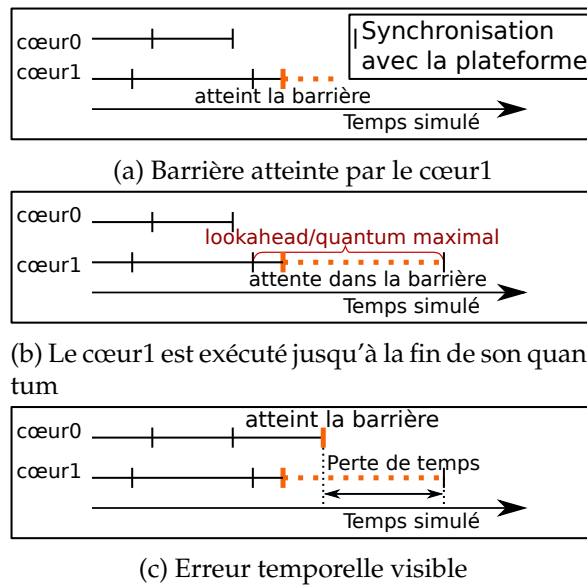 cœur0
Synchronisation
avec la plateforme
cœur1
atteint la barrière
Temps simulé
(a) Barrière atteinte par le cœur1
cœur0
lookahead/quantum maximal
cœur1
attente dans la barrière
Temps simulé
(b) Le cœur1 est exécuté jusqu'à la fin de son quan
tum
atteint la barrière
cœur0
Perte de temps
cœur1
Temps simulé
(c) Erreur temporelle visible